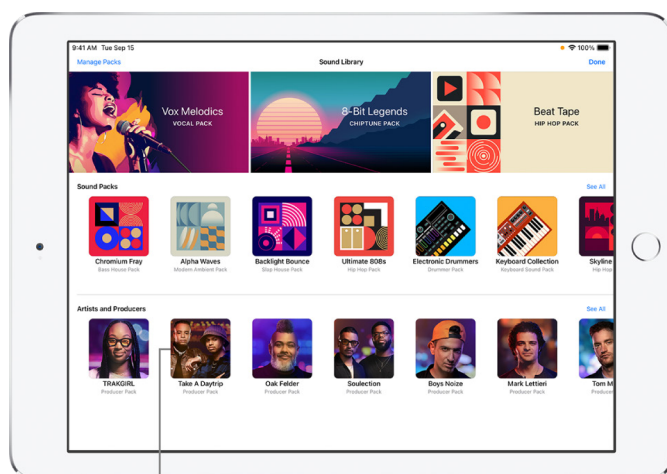 9:41 AM Tue Sep 15
100%
Manage Packs
Sound Library
Done
Vox Melodics
VOCAL PACK
8-Bit Legends
CHIPTUNE PACK
Beat Tape
HIP HOP PACK
Sound Packs
See All
Chromium Fray
Bass House Pack
Alpha Waves
Modern Ambient Pack
Backlight Bounce
Slap House Pack
Ultimate 808s
Hip Hop Pack
Electronic Drummers
Drummer Pack
Keyboard Collection
Keyboard Sound Pack
Skyline
Hip Hop
Artists and Producers
See All
TRAKGIRL
Producer Pack
Take A Daytrip
Producer Pack
Oak Felder
Producer Pack
Soulection
Producer Pack
Boys Noize
Producer Pack
Mark Lettieri
Producer Pack
Tom M
Producer